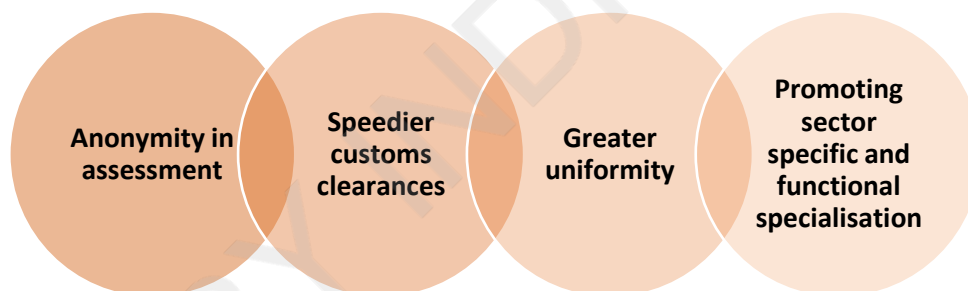 Anonymity in
assessment
Speedier
customs
clearances
Greater
uniformity
Promoting
sector
specific and
functional
specialisation